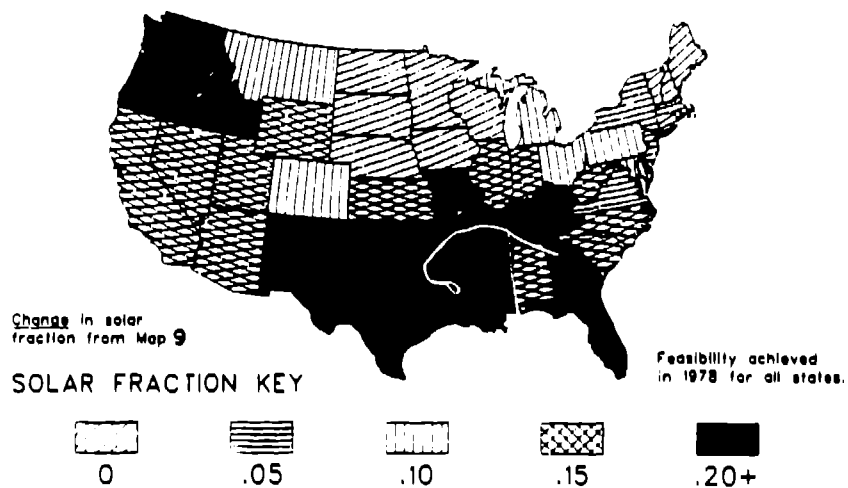 Change in solar
fraction from Map 9
Feasibility achieved
in 1978 for all states.
SOLAR FRACTION KEY
0
.05
.10
.15
.20+